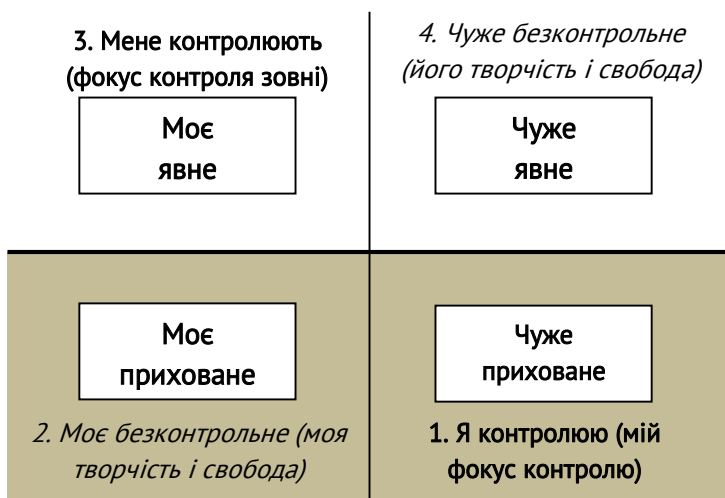 3. Мене контролюють
(фокус контроля зовні)
Моє
явне
4. Чуже безконтрольне
(його творчість і свобода)
Чуже
явне
Моє
приховане
2. Моє безконтрольне (моя
творчість і свобода)
Чуже
приховане
1. Я контролюю (мій
фокус контролю)